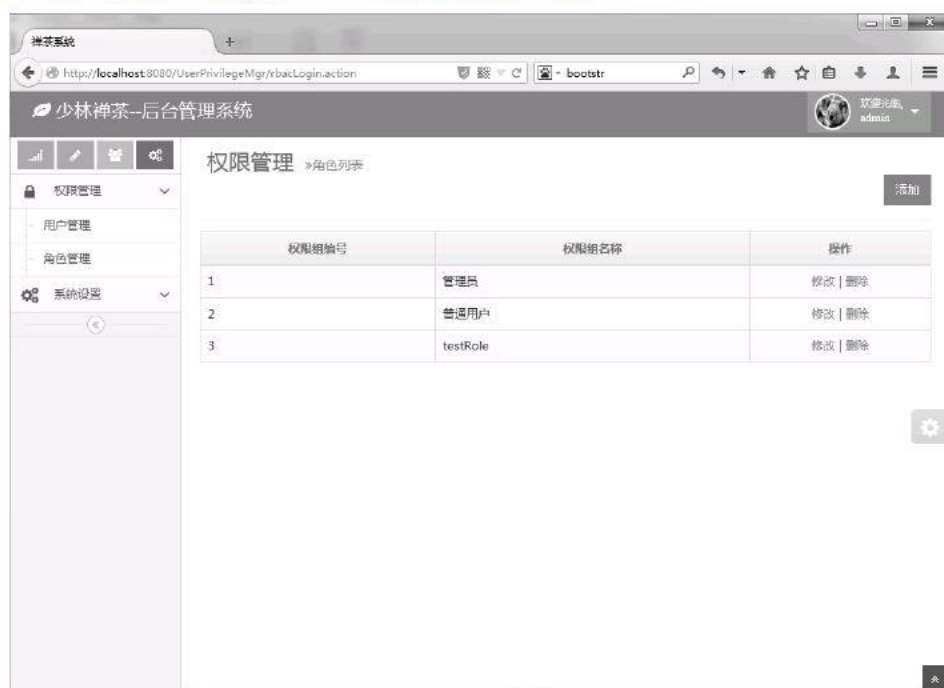 禅茶系统
http://localhost:8080/UserPrivilegeMgr/rbacLogin.action
bootstr
少林禅茶--后台管理系统
欢迎光临,
admin
权限管理 »角色列表
权限管理
添加
用户管理
角色管理
系统设置
权限组编号 权限组名称 操作
1 管理员 修改 | 删除
2 普通用户 修改 | 删除
3 testRole 修改 | 删除